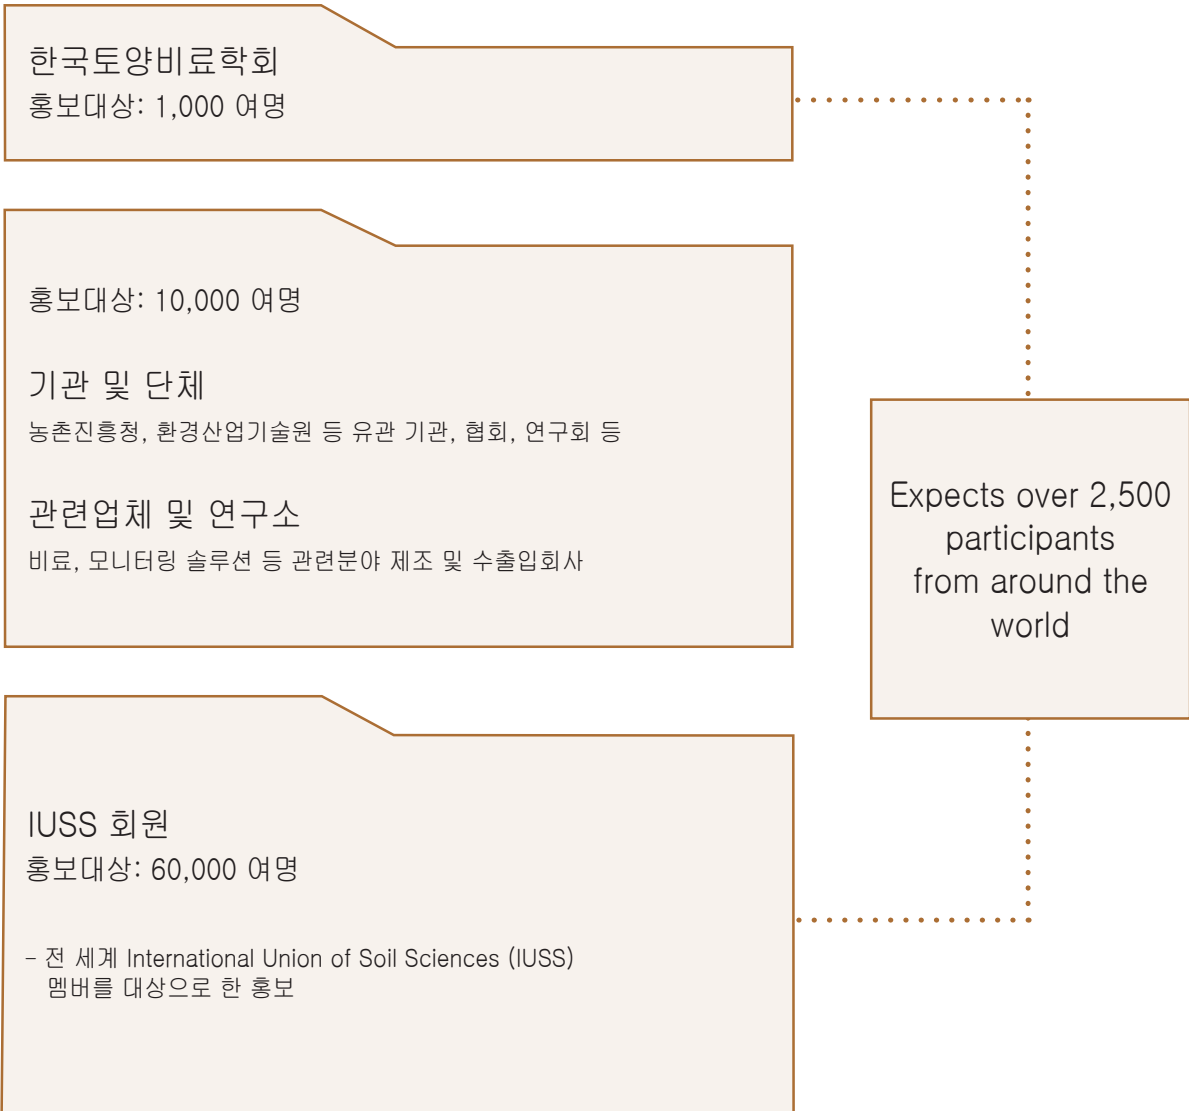 한국토양비료학회
홍보대상: 1,000 여명
홍보대상: 10,000 여명
기관 및 단체
농촌진흥청, 환경산업기술원 등 유관 기관, 협회, 연구회 등
관련업체 및 연구소
비료, 모니터링 솔루션 등 관련분야 제조 및 수출입회사
IUSS 회원
홍보대상: 60,000 여명
- 전 세계 International Union of Soil Sciences (IUSS)
멤버를 대상으로 한 홍보
Expects over 2,500
participants
from around the
world